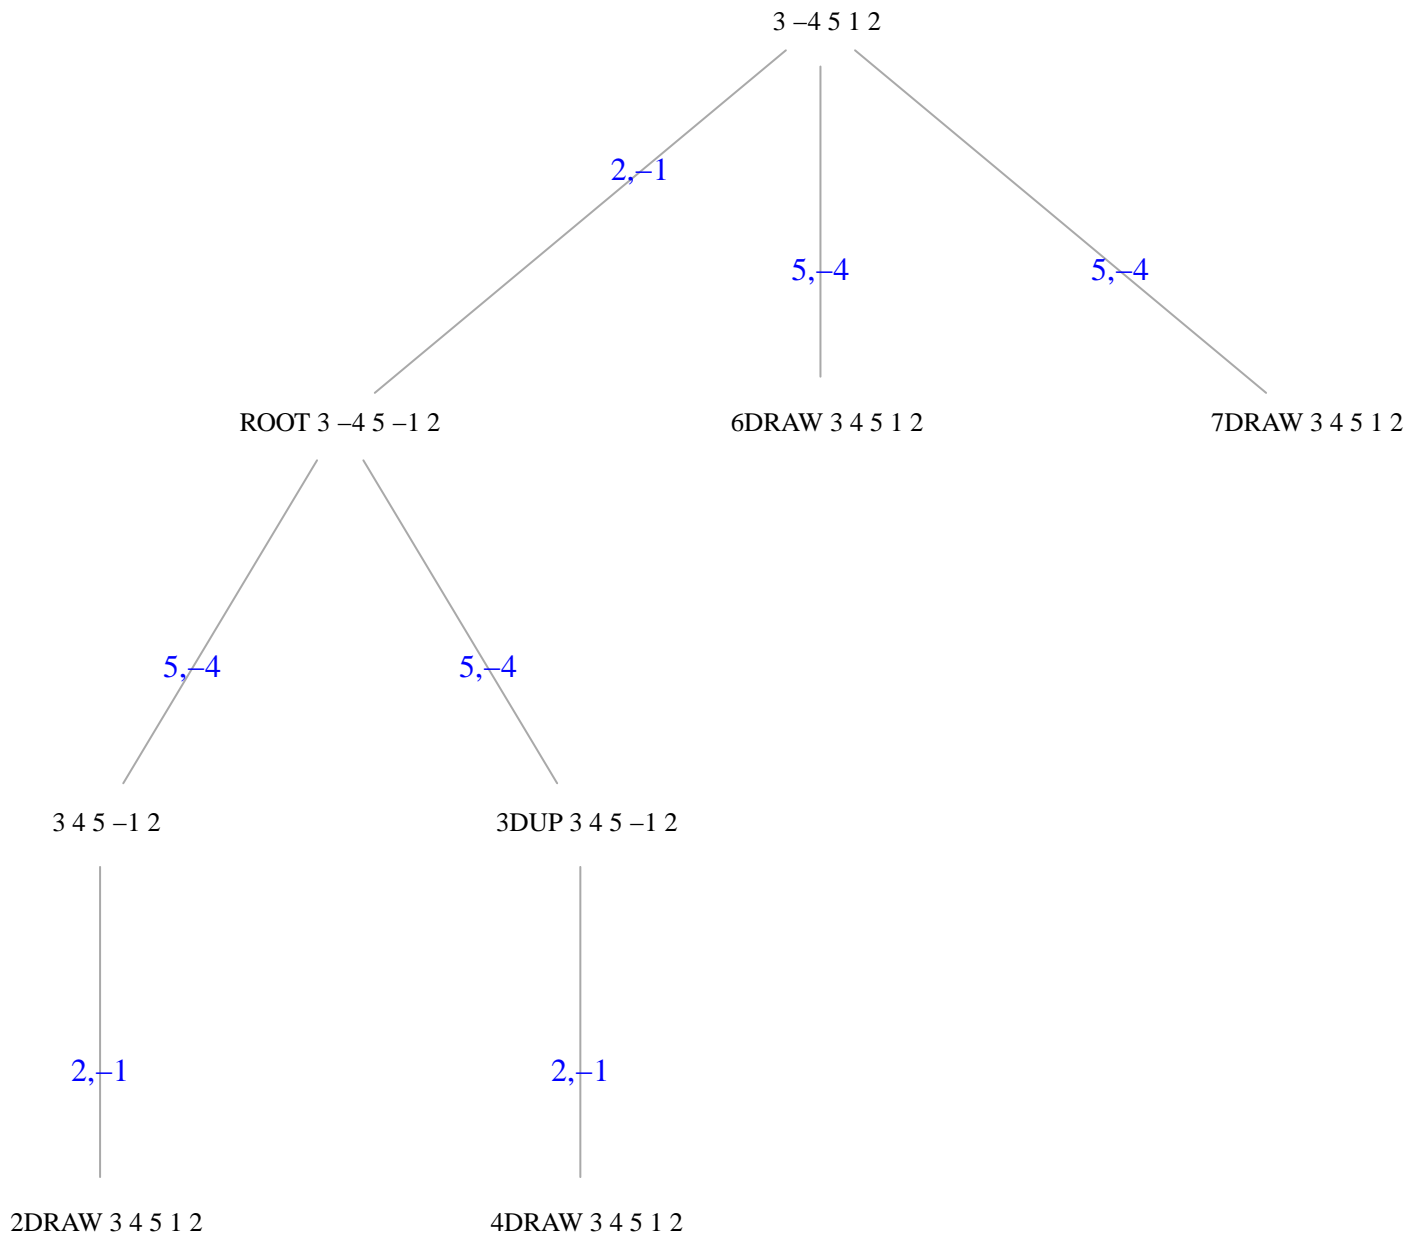 3 –4 5 1 2
2,–1
5,–4
5,–4
ROOT 3 –4 5 –1 2
6DRAW 3 4 5 1 2
7DRAW 3 4 5 1 2
5,–4
5,–4
3 4 5 –1 2
3DUP 3 4 5 –1 2
2,–1
2,–1
2DRAW 3 4 5 1 2
4DRAW 3 4 5 1 2